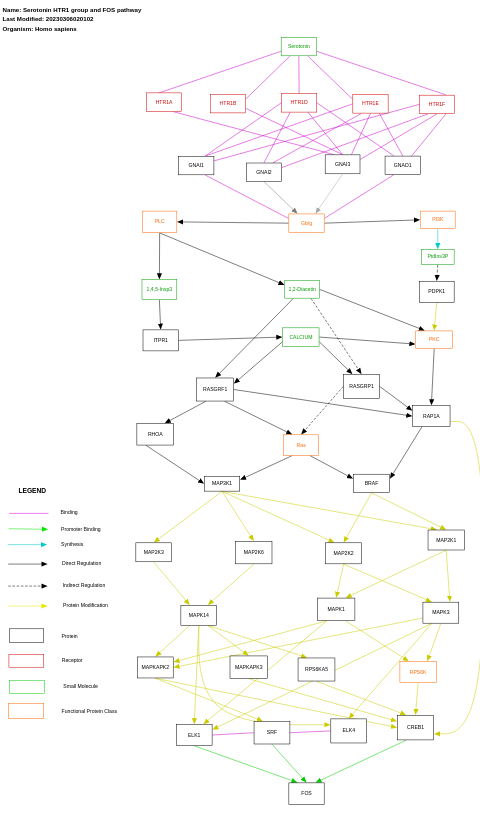 Name: Serotonin HTR1 group and FOS pathway
Last Modified: 20230306020102
Organism: Homo sapiens
Serotonin
HTR1A
HTR1B
HTR1D
HTR1E
HTR1F
GNAI1
GNAI2
GNAI3
GNAO1
PLC
Gb/g
PI3K
PtdIns3P
1,4,5-Insp3
1,2-Diacetin
PDPK1
ITPR1
CALCIUM
PKC
RASGRF1
RASGRP1
RAP1A
RHOA
Ras
MAP3K1
BRAF
LEGEND
Binding
Promoter Binding
Synthesis
Direct Regulation
Indirect Regulation
Protein Modification
Protein
Receptor
Small Molecule
Functional Protein Class
MAP2K3
MAP2K6
MAP2K2
MAP2K1
MAPK14
MAPK1
MAPK3
MAPKAPK2
MAPKAPK3
RPS6KA5
RPS6K
ELK1
SRF
ELK4
CREB1
FOS